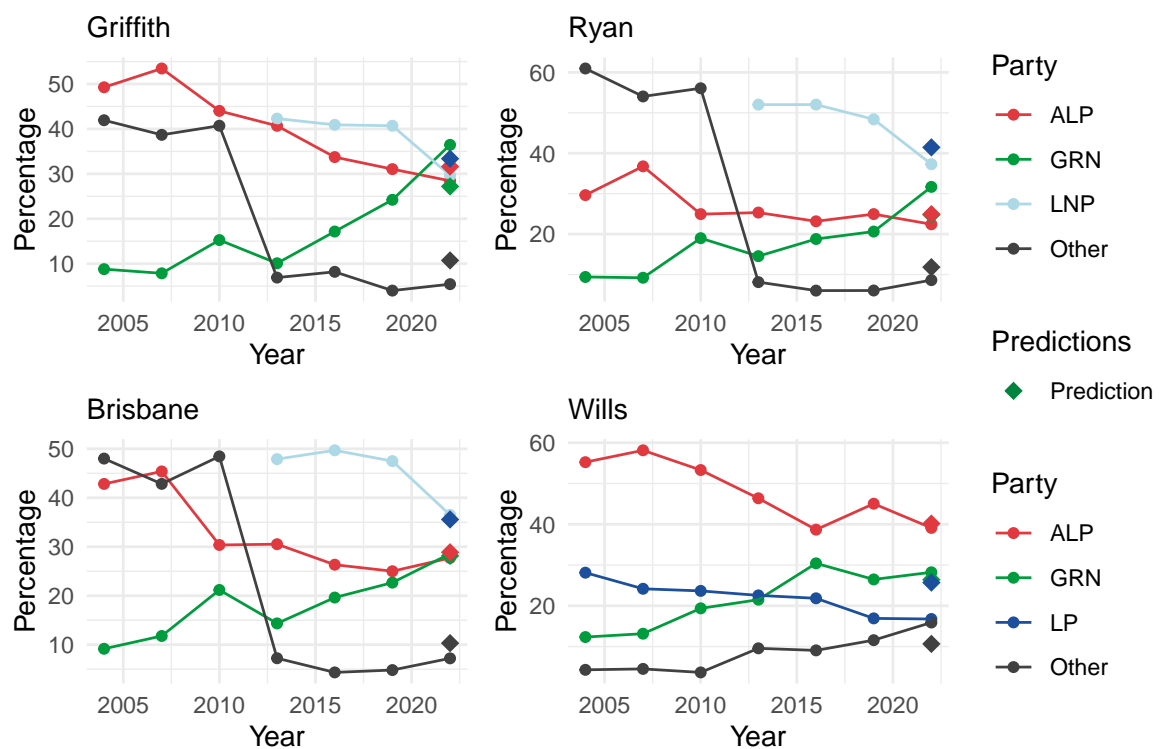 Griffith
50
40
30
20
10
Percentage
2005 2010 2015 2020
Year
Ryan
60
40
20
Percentage
2005 2010 2015 2020
Year
Brisbane
50
40
30
20
10
Percentage
2005 2010 2015 2020
Year
Wills
60
40
20
Percentage
2005 2010 2015 2020
Year
Party
ALP
GRN
LNP
Other
Predictions
Prediction
Party
ALP
GRN
LP
Other